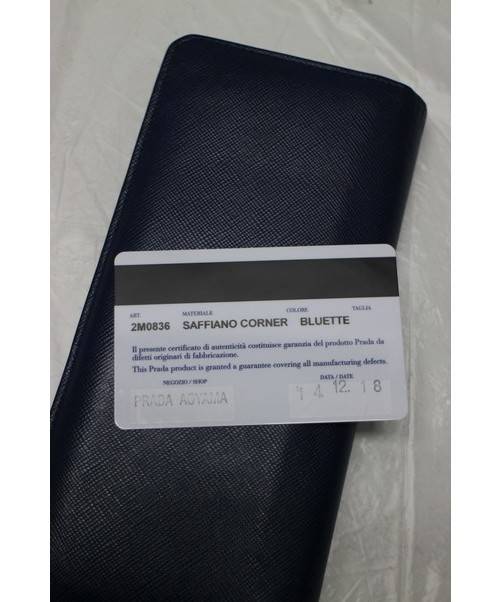 ART. MATERIALE COLORE TAGLIA
2M0836 SAFFIANO CORNER BLUETTE
Il presente certificato di autenticità costituisce garanzia del prodotto Prada da
difetti originari di fabbricazione.
This Prada product is granted a guarantee covering all manufacturing defects.
NEGOZIO / SHOP DATA / DATE
PRADA AOYAMA '14.12.18